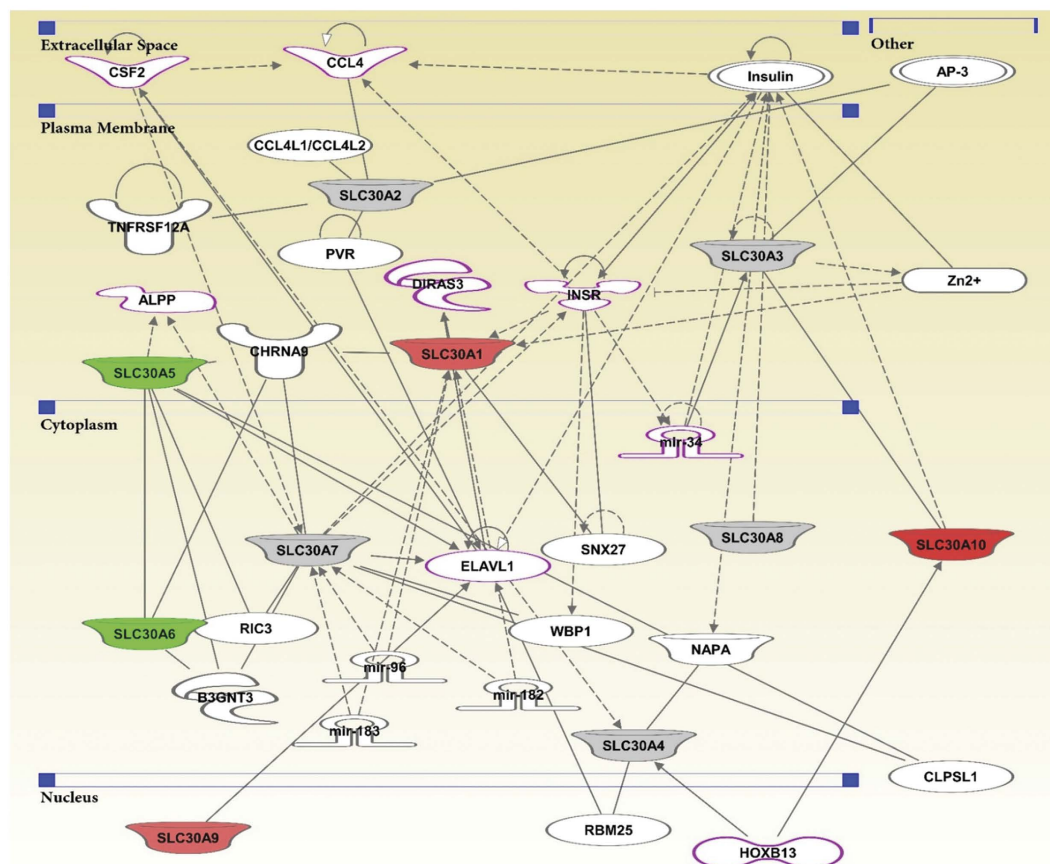 Extracellular Space
Other
CSF2
CCL4
Insulin
AP-3
Plasma Membrane
CCL4L1/CCL4L2
SLC30A2
TNFRSF12A
PVR
SLC30A3
DIRAS3
Zn2+
ALPP
INSR
CHRNA9
SLC30A1
SLC30A5
Cytoplasm
mir-34
SLC30A7
SNX27
SLC30A8
SLC30A10
ELAVL1
SLC30A6
RIC3
WBP1
NAPA
mir-96
B3GNT3
mir-182
mir-183
SLC30A4
CLPSL1
Nucleus
SLC30A9
RBM25
HOXB13